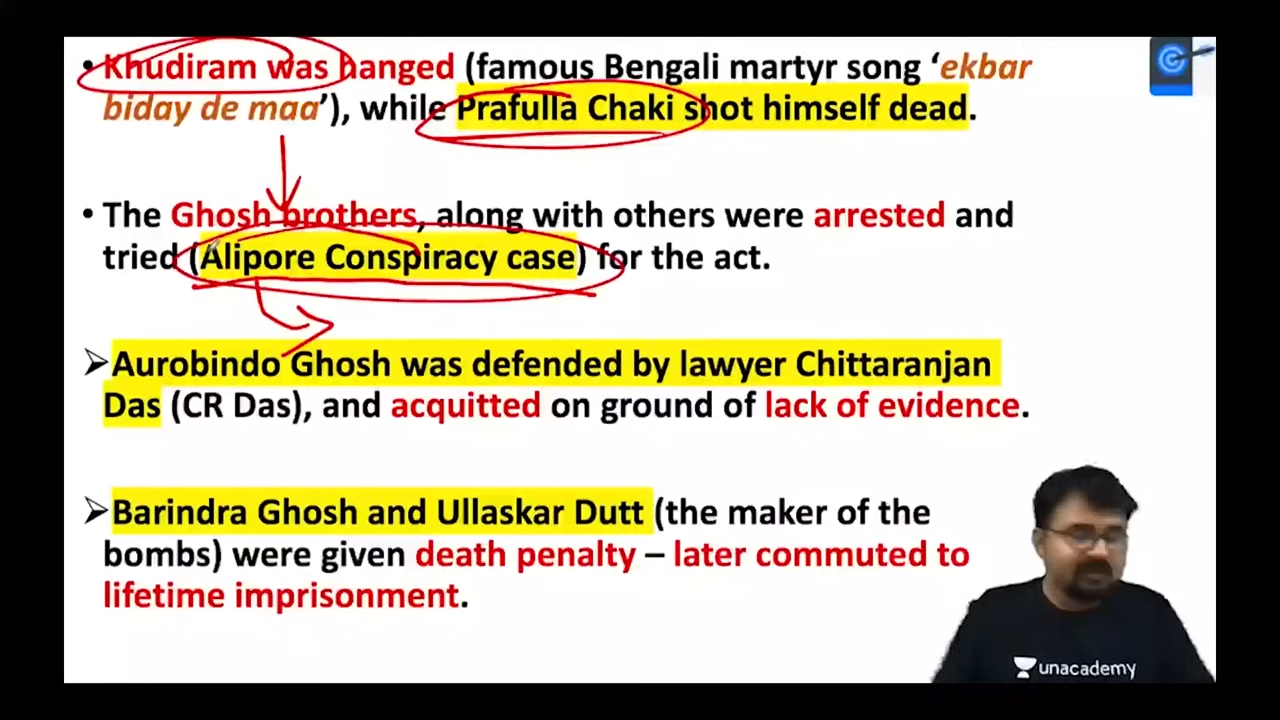 • Khudiram was hanged (famous Bengali martyr song ‘ekbar
biday de maa’), while Prafulla Chaki shot himself dead.
• The Ghosh brothers, along with others were arrested and
tried (Alipore Conspiracy case) for the act.
➢Aurobindo Ghosh was defended by lawyer Chittaranjan
Das (CR Das), and acquitted on ground of lack of evidence.
➢Barindra Ghosh and Ullaskar Dutt (the maker of the
bombs) were given death penalty – later commuted to
lifetime imprisonment.
unacademy